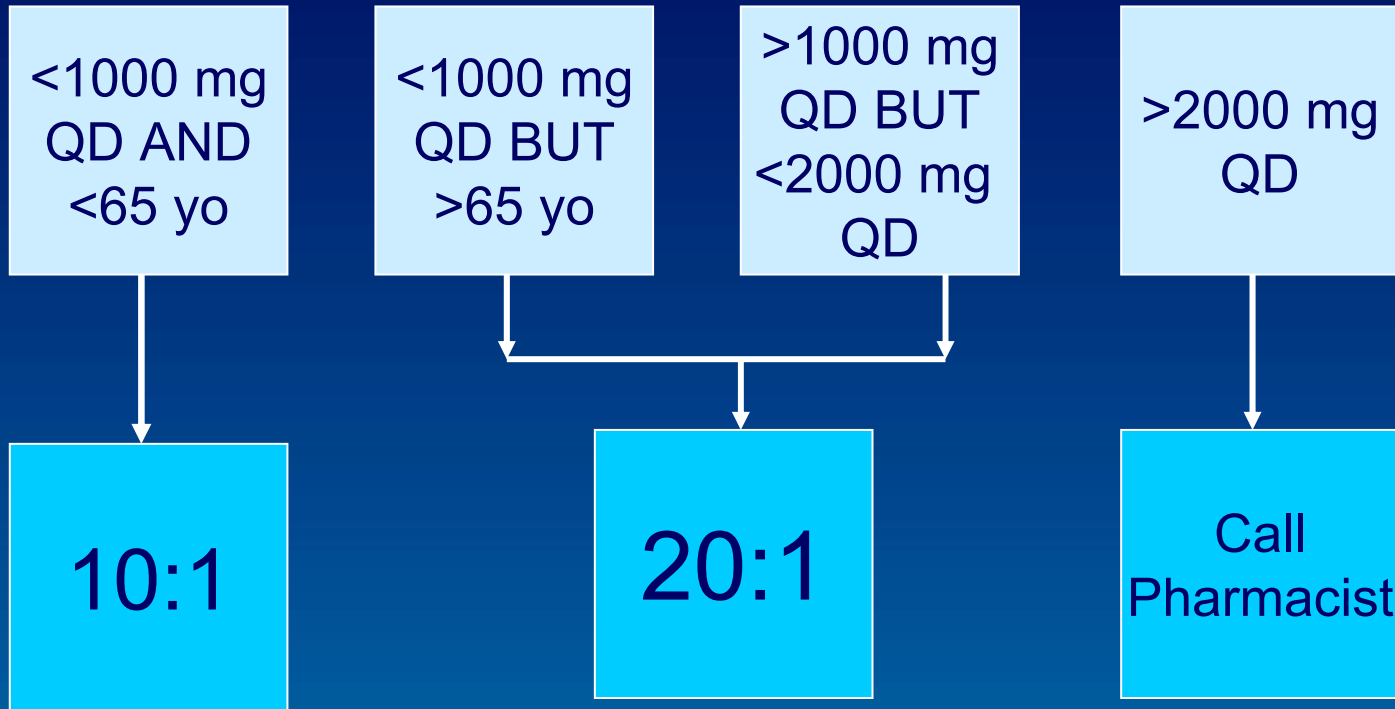 <1000 mg
QD AND
<65 yo
<1000 mg
QD BUT
>65 yo
>1000 mg
QD BUT
<2000 mg
QD
>2000 mg
QD
10:1
20:1
Call
Pharmacist